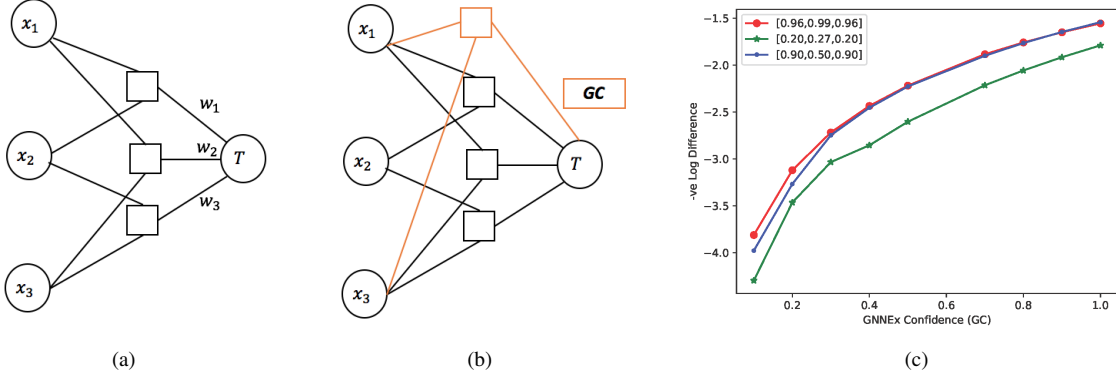 x₁
x₂
x₃
w₁
w₂
w₃
T
(a)
x₁
x₂
x₃
GC
T
(b)
[0.96,0.99,0.96]
[0.20,0.27,0.20]
[0.90,0.50,0.90]
−1.5
−2.0
−2.5
−3.0
−3.5
−4.0
-ve Log Difference
0.2 0.4 0.6 0.8 1.0
GNNEx Confidence (GC)
(c)